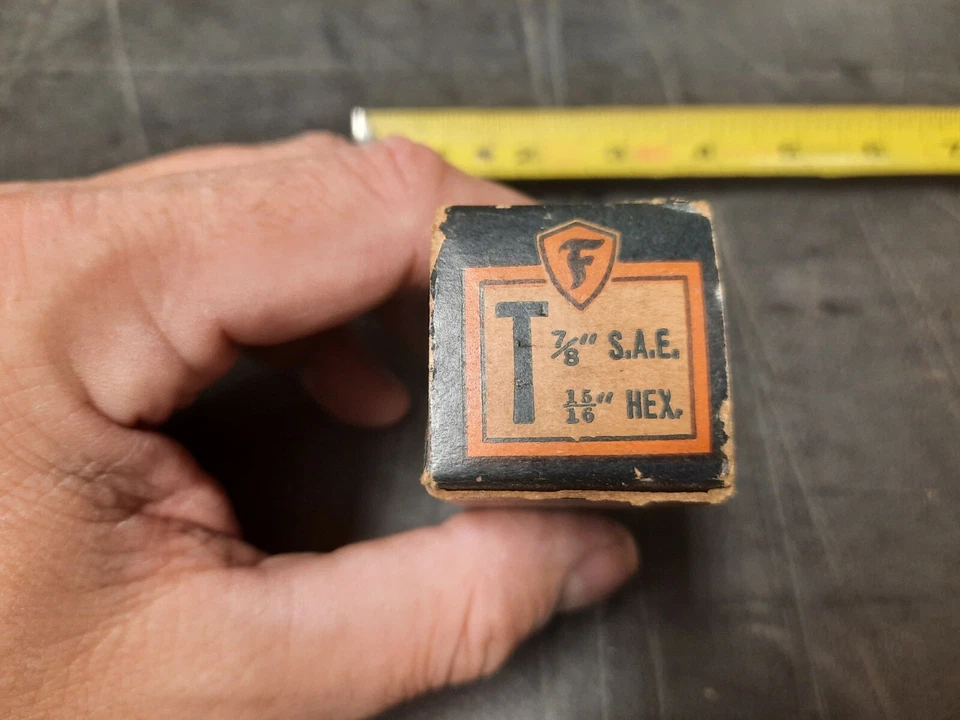 F
T
7/8" S.A.E.
15/16" HEX.